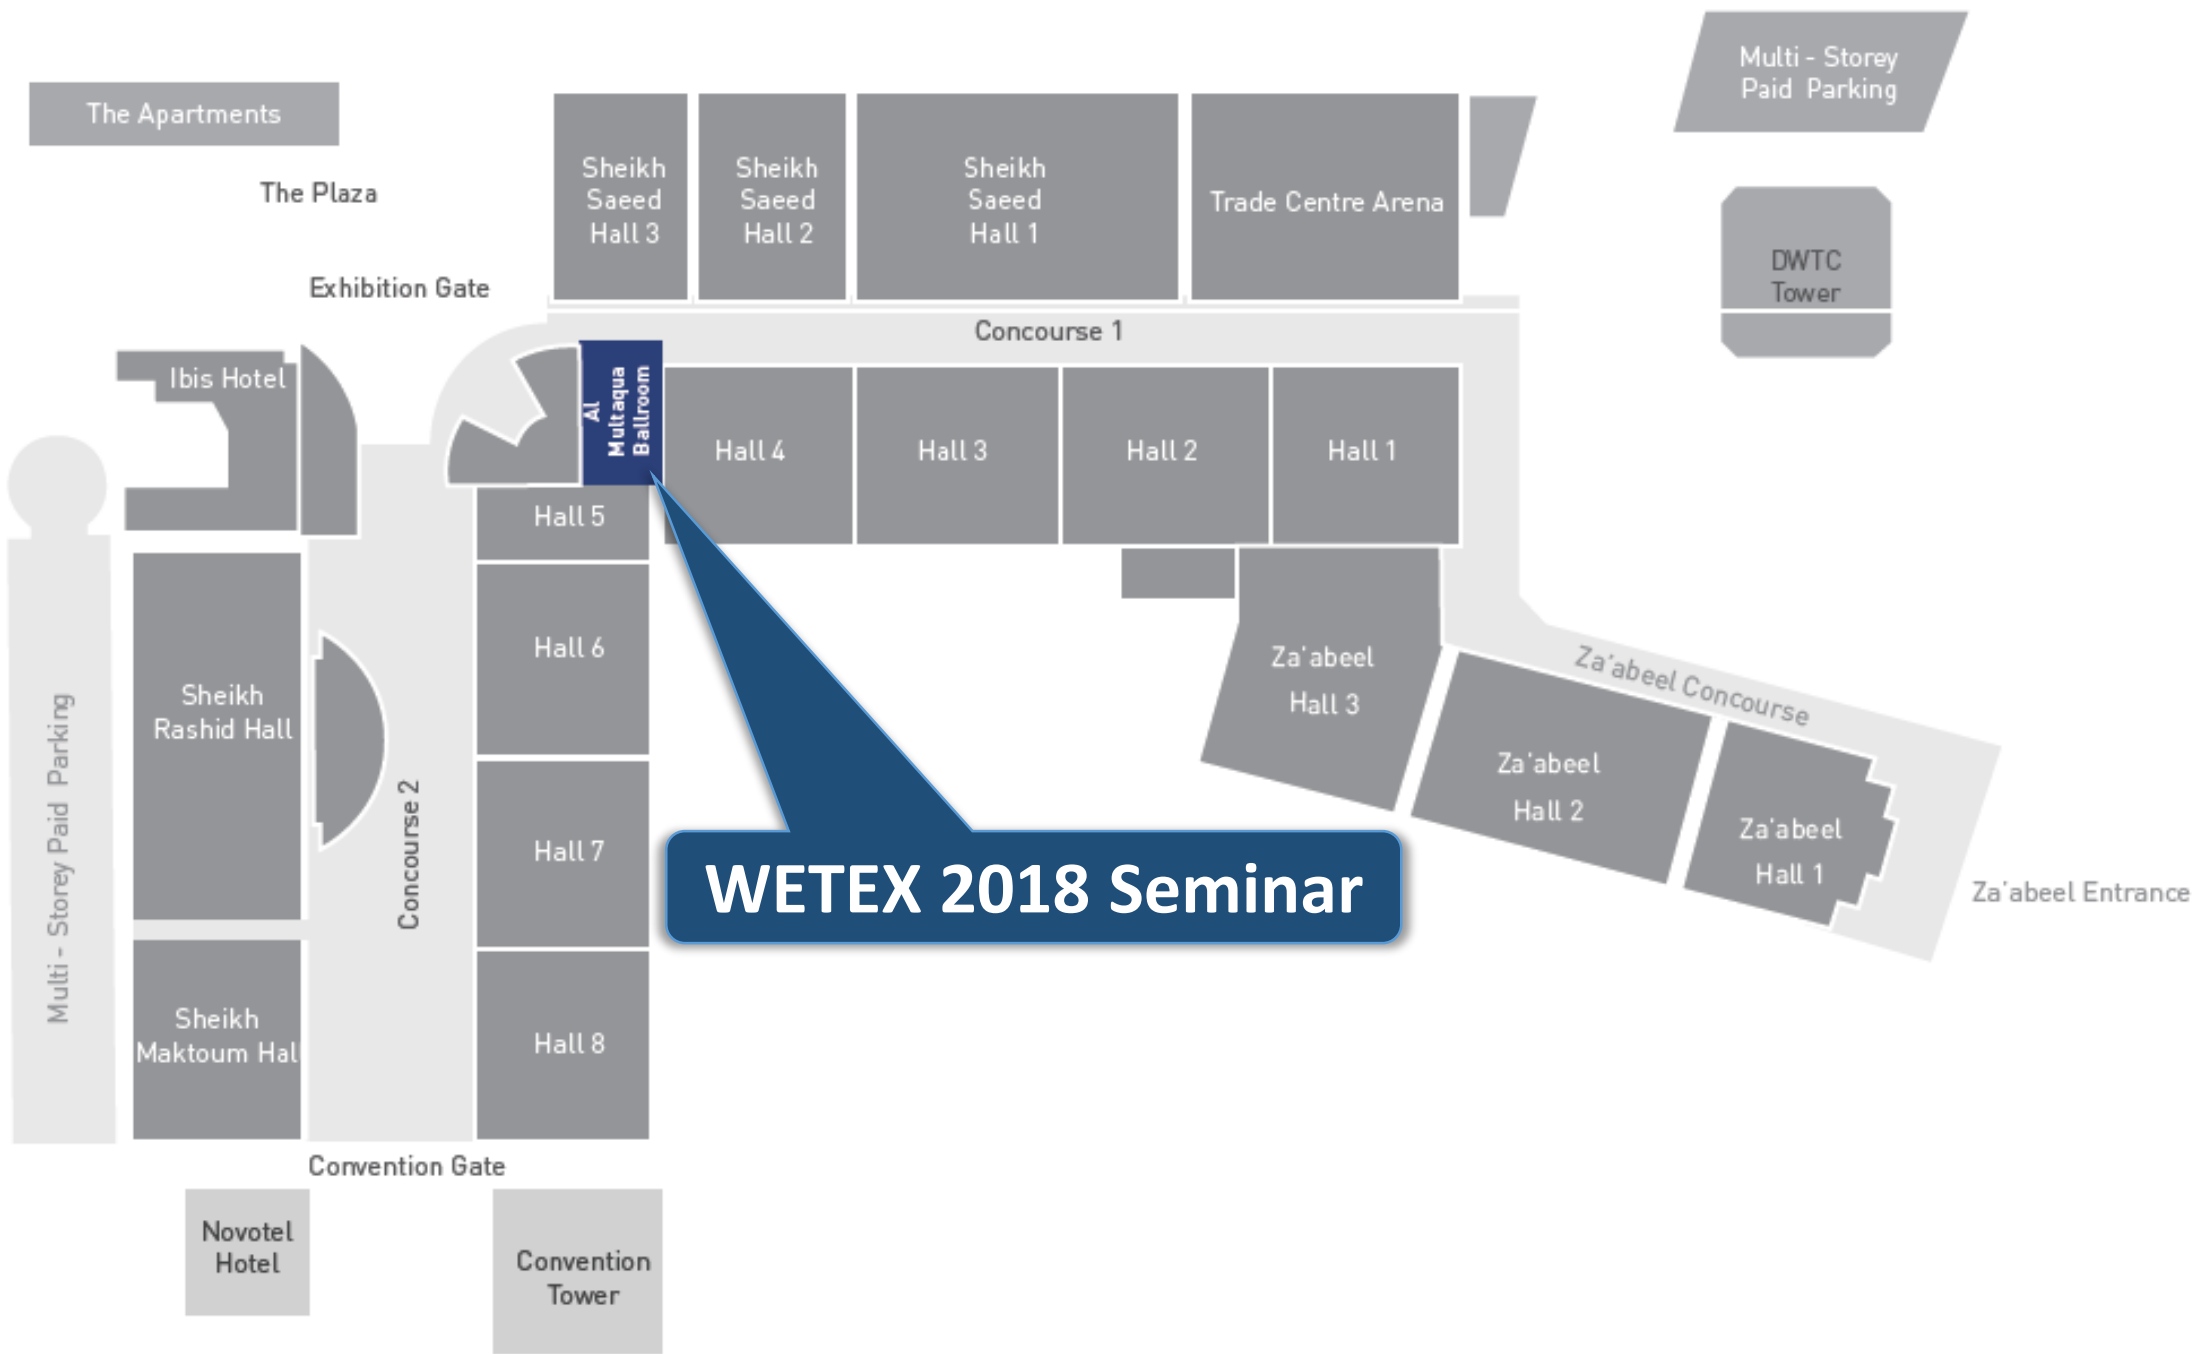 Multi - Storey
Paid Parking
The Apartments
The Plaza
Sheikh
Saeed
Hall 3
Sheikh
Saeed
Hall 2
Sheikh
Saeed
Hall 1
Trade Centre Arena
DWTC
Tower
Exhibition Gate
Concourse 1
Ibis Hotel
Al
Multaqua
Ballroom
Hall 4
Hall 3
Hall 2
Hall 1
Hall 5
Hall 6
Hall 7
Hall 8
Sheikh
Rashid Hall
Sheikh
Maktoum Hal
Multi - Storey Paid Parking
Concourse 2
Za'abeel
Hall 3
Za'abeel
Hall 2
Za'abeel
Hall 1
Za'abeel Concourse
Za'abeel Entrance
WETEX 2018 Seminar
Convention Gate
Novotel
Hotel
Convention
Tower